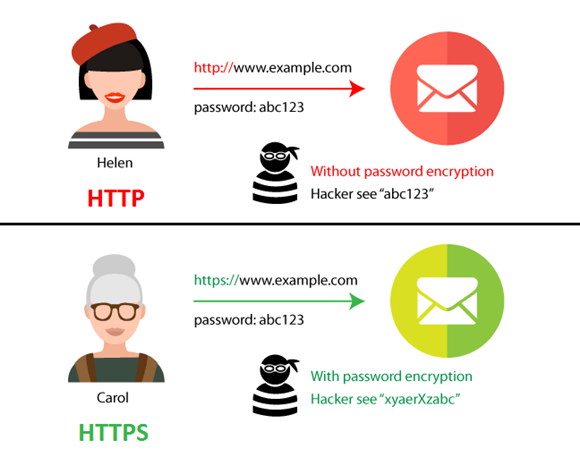 http://www.example.com
password: abc123
Helen
HTTP
Without password encryption
Hacker see “abc123”
https://www.example.com
password: abc123
Carol
HTTPS
With password encryption
Hacker see “xyaerXzabc”